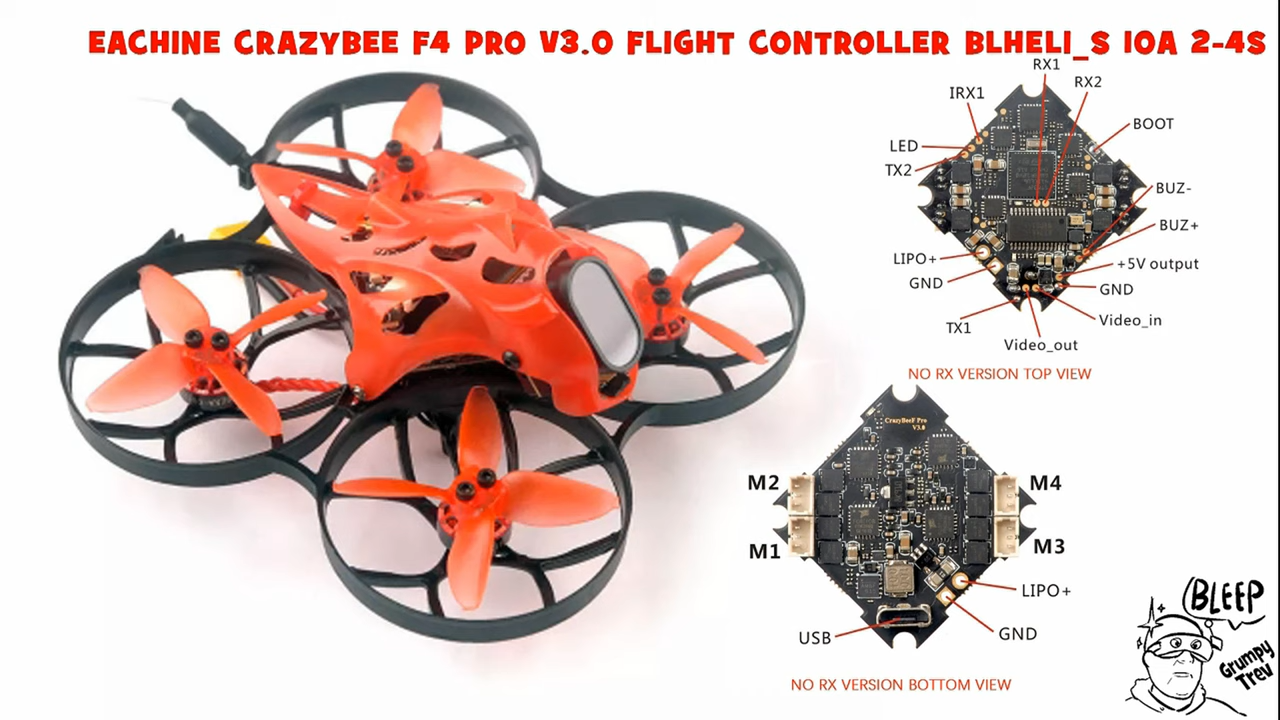 EACHINE CRAZYBEE F4 PRO V3.0 FLIGHT CONTROLLER BLHELI_S 10A 2-4S
RX1
RX2
IRX1
BOOT
LED
TX2
BUZ-
BUZ+
LIPO+
+5V output
GND
GND
TX1
Video_in
Video_out
NO RX VERSION TOP VIEW
CrazyBeeF Pro
V3.0
M2
M4
M1
M3
LIPO+
USB
GND
NO RX VERSION BOTTOM VIEW
BLEEP
Grumpy
Trev